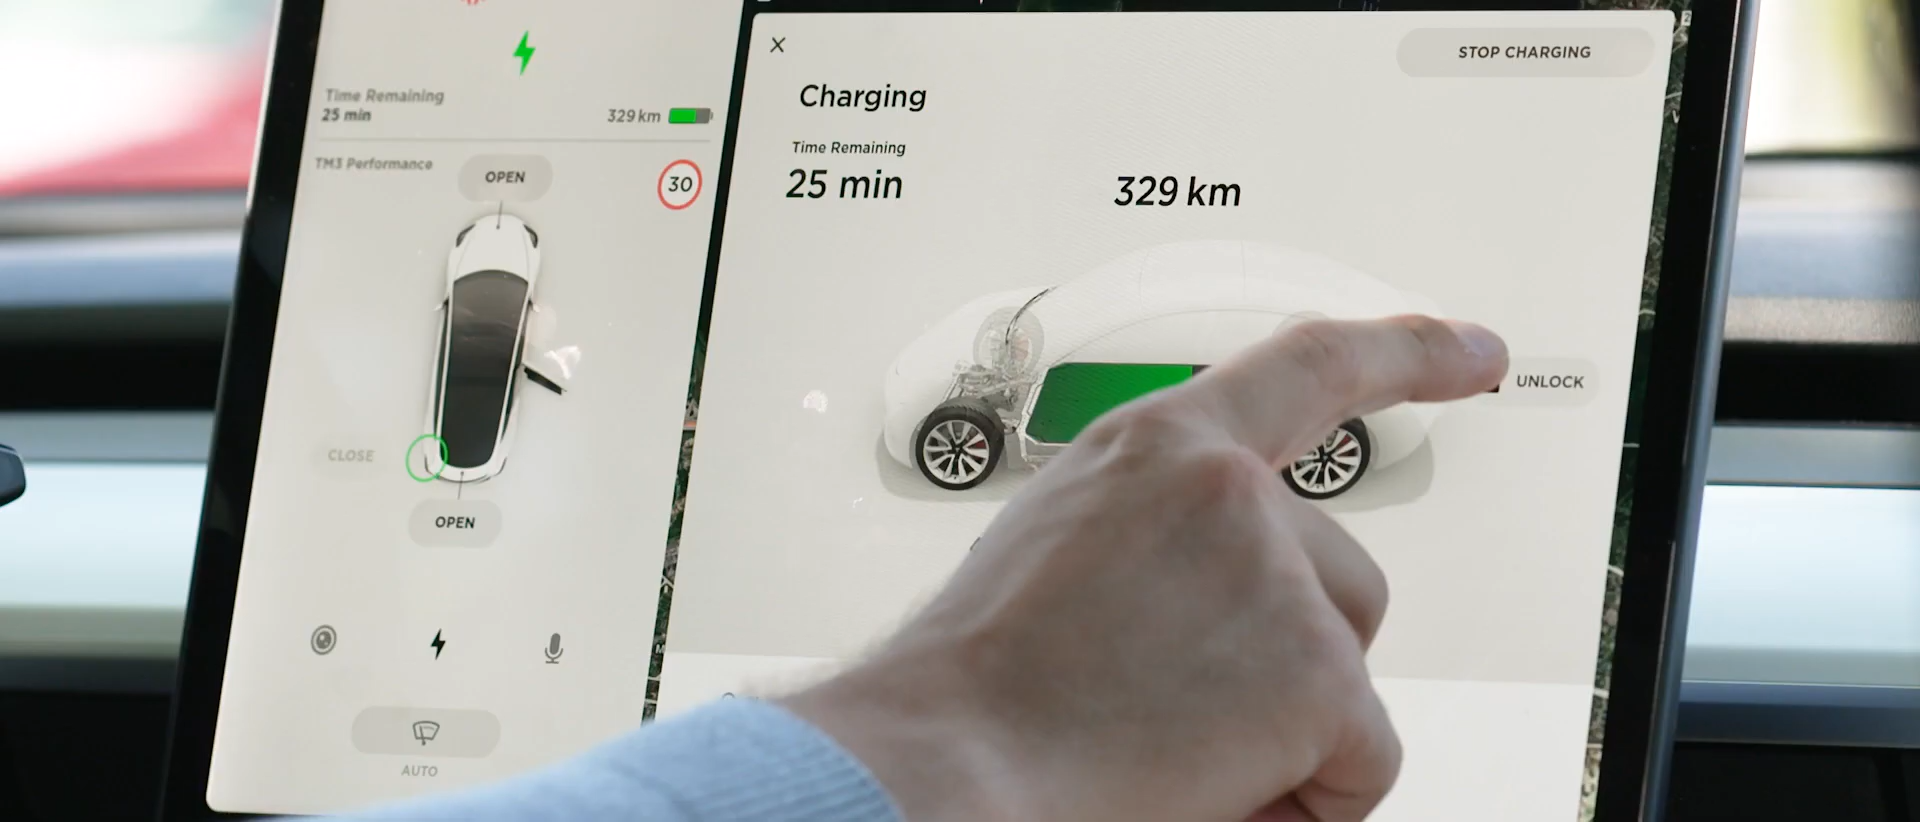 Time Remaining
25 min
329 km
TM3 Performance
OPEN
30
CLOSE
OPEN
AUTO
STOP CHARGING
Charging
Time Remaining
25 min
329 km
UNLOCK